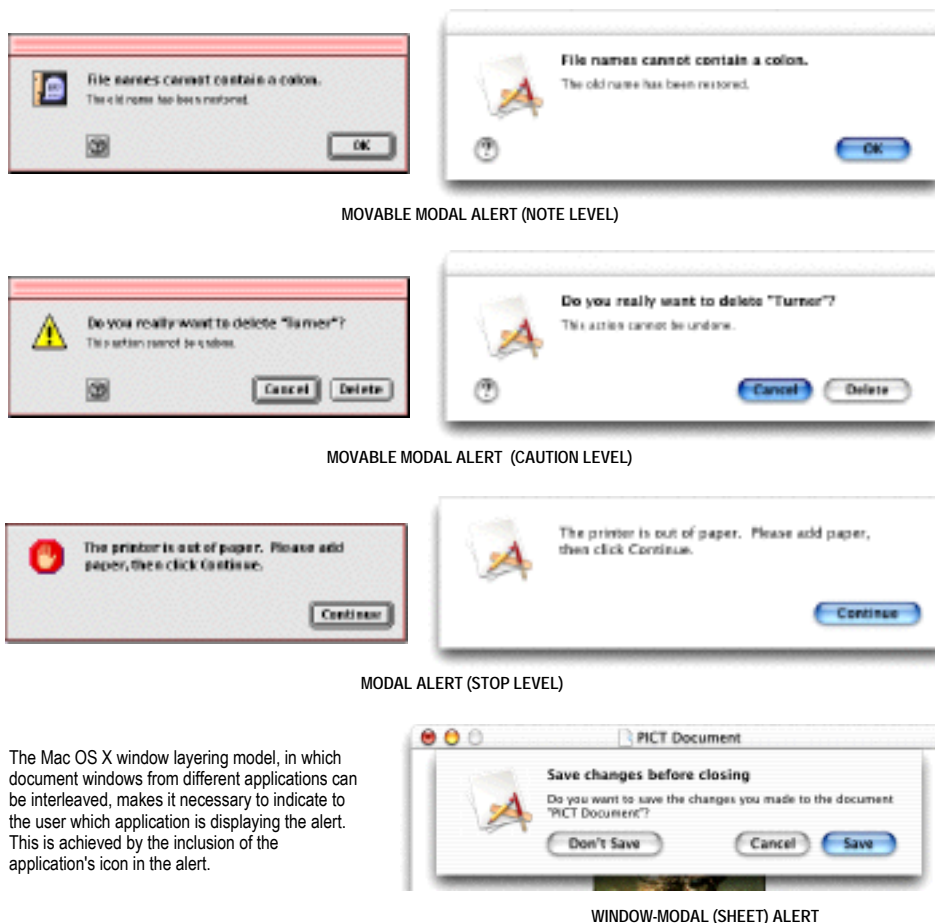 File names cannot contain a colon.
The old name has been restored.
OK
File names cannot contain a colon.
The old name has been restored.
?
OK
MOVABLE MODAL ALERT (NOTE LEVEL)
Do you really want to delete "Turner"?
This action cannot be undone.
Cancel Delete
Do you really want to delete "Turner"?
This action cannot be undone.
?
Cancel Delete
MOVABLE MODAL ALERT (CAUTION LEVEL)
The printer is out of paper. Please add
paper, then click Continue.
Continue
The printer is out of paper. Please add paper,
then click Continue.
Continue
MODAL ALERT (STOP LEVEL)
The Mac OS X window layering model, in which
document windows from different applications can
be interleaved, makes it necessary to indicate to
the user which application is displaying the alert.
This is achieved by the inclusion of the
application's icon in the alert.
PICT Document
Save changes before closing
Do you want to save the changes you made to the document
"PICT Document"?
Don't Save Cancel Save
WINDOW-MODAL (SHEET) ALERT